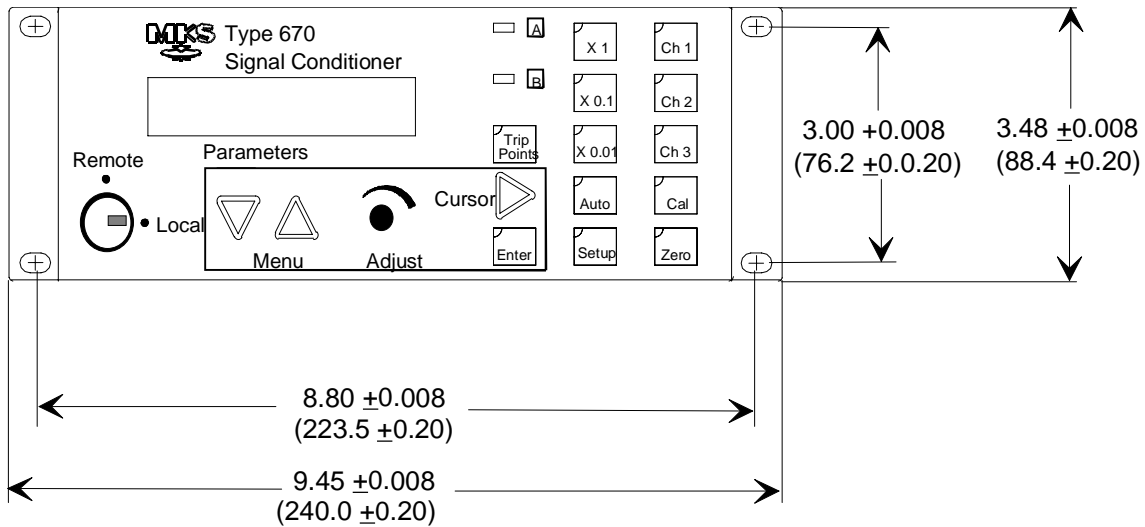 MKS Type 670
Signal Conditioner
A
B
X 1
Ch 1
X 0.1
Ch 2
Trip
Points
X 0.01
Ch 3
Remote
Parameters
Local
Cursor
Auto
Cal
Menu
Adjust
Enter
Setup
Zero
3.00 +0.008
(76.2 ±0.0.20)
3.48 ±0.008
(88.4 ±0.20)
8.80 ±0.008
(223.5 ±0.20)
9.45 ±0.008
(240.0 ±0.20)